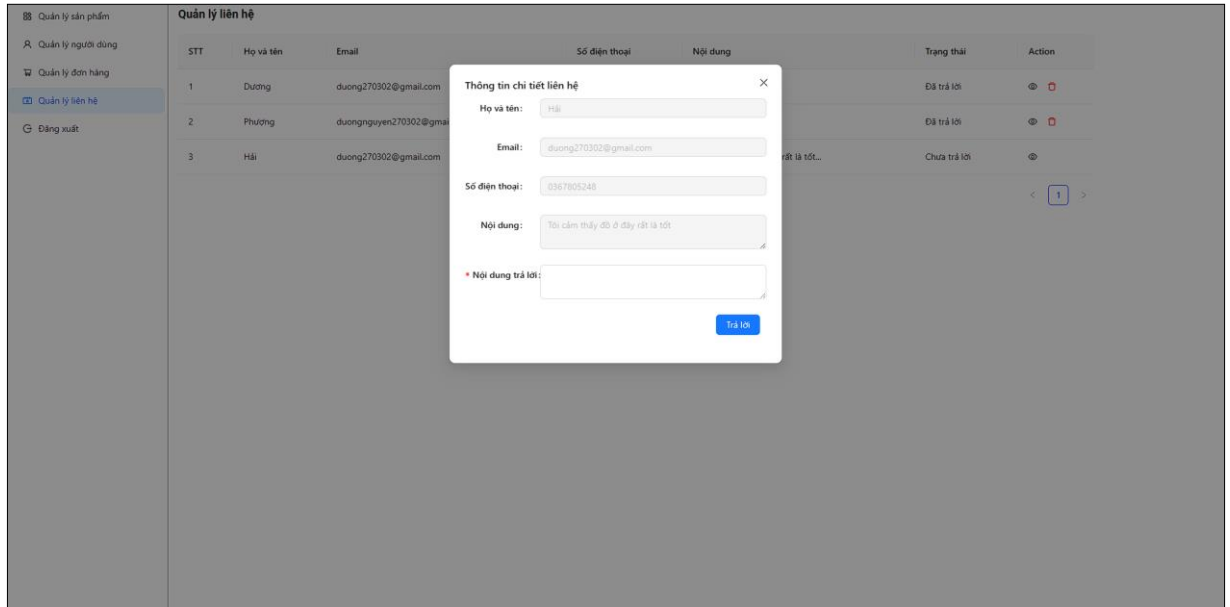 Quản lý sản phẩm
Quản lý người dùng
Quản lý đơn hàng
Quản lý liên hệ
Đăng xuất
Quản lý liên hệ
STT Họ và tên Email Số điện thoại Nội dung Trạng thái Action
1 Dương duong270302@gmail.com Đã trả lời
2 Phượng duongnguyen270302@gmai Đã trả lời
3 Hải duong270302@gmail.com rất là tốt... Chưa trả lời
< 1 >
Thông tin chi tiết liên hệ
Họ và tên: Hải
Email: duong270302@gmail.com
Số điện thoại: 0367805248
Nội dung: Tôi cảm thấy đồ ở đây rất là tốt
* Nội dung trả lời:
Trả lời